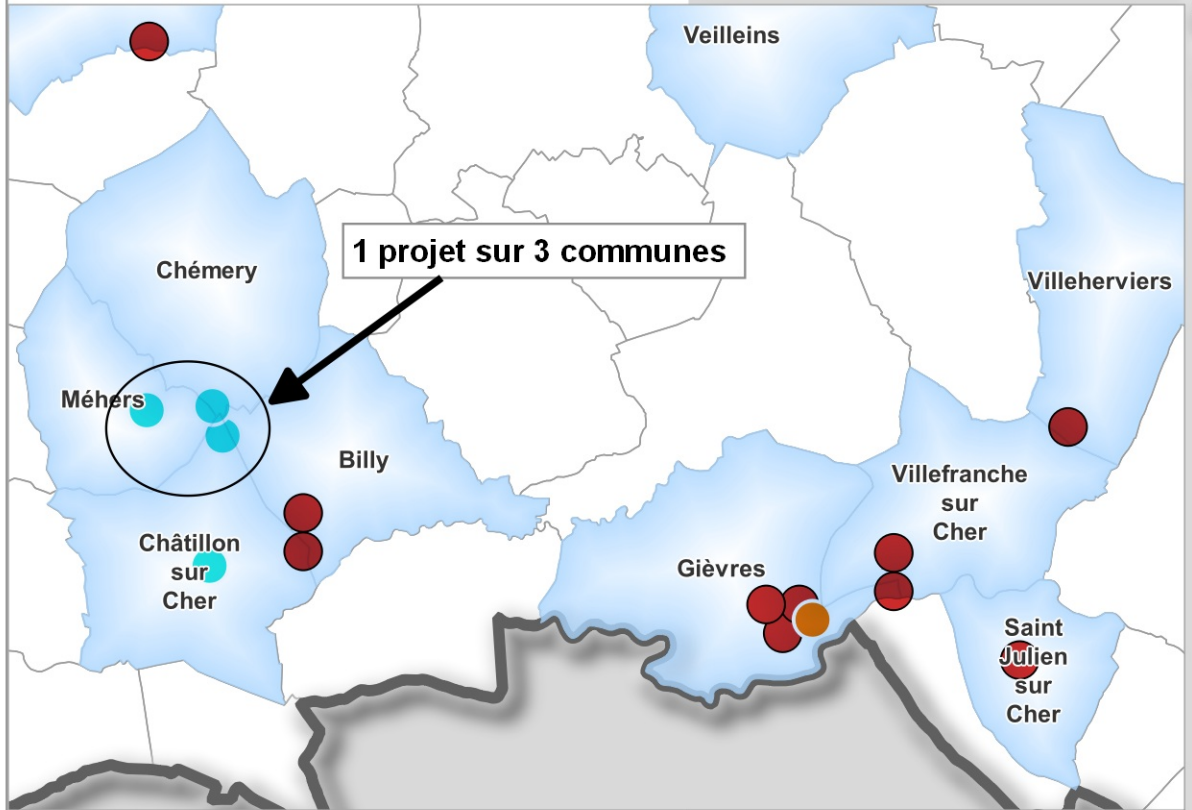 Veilleins
1 projet sur 3 communes
Chémery
Villeherviers
Méhers
Billy
Villefranche
sur
Cher
Châtillon
sur
Cher
Gièvres
Saint
Julien
sur
Cher